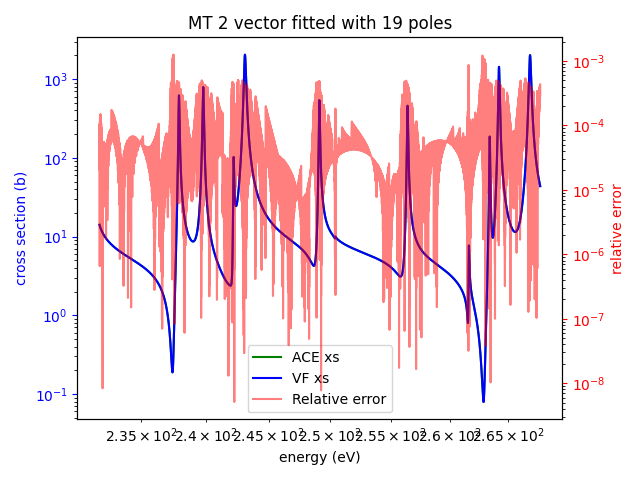 MT 2 vector fitted with 19 poles
10³
10²
10¹
10⁰
10⁻¹
cross section (b)
10⁻³
10⁻⁴
10⁻⁵
10⁻⁶
10⁻⁷
10⁻⁸
relative error
ACE xs
VF xs
Relative error
2.35 × 10² 2.4 × 10² 2.45 × 10² 2.5 × 10² 2.55 × 10² 2.6 × 10² 2.65 × 10²
energy (eV)